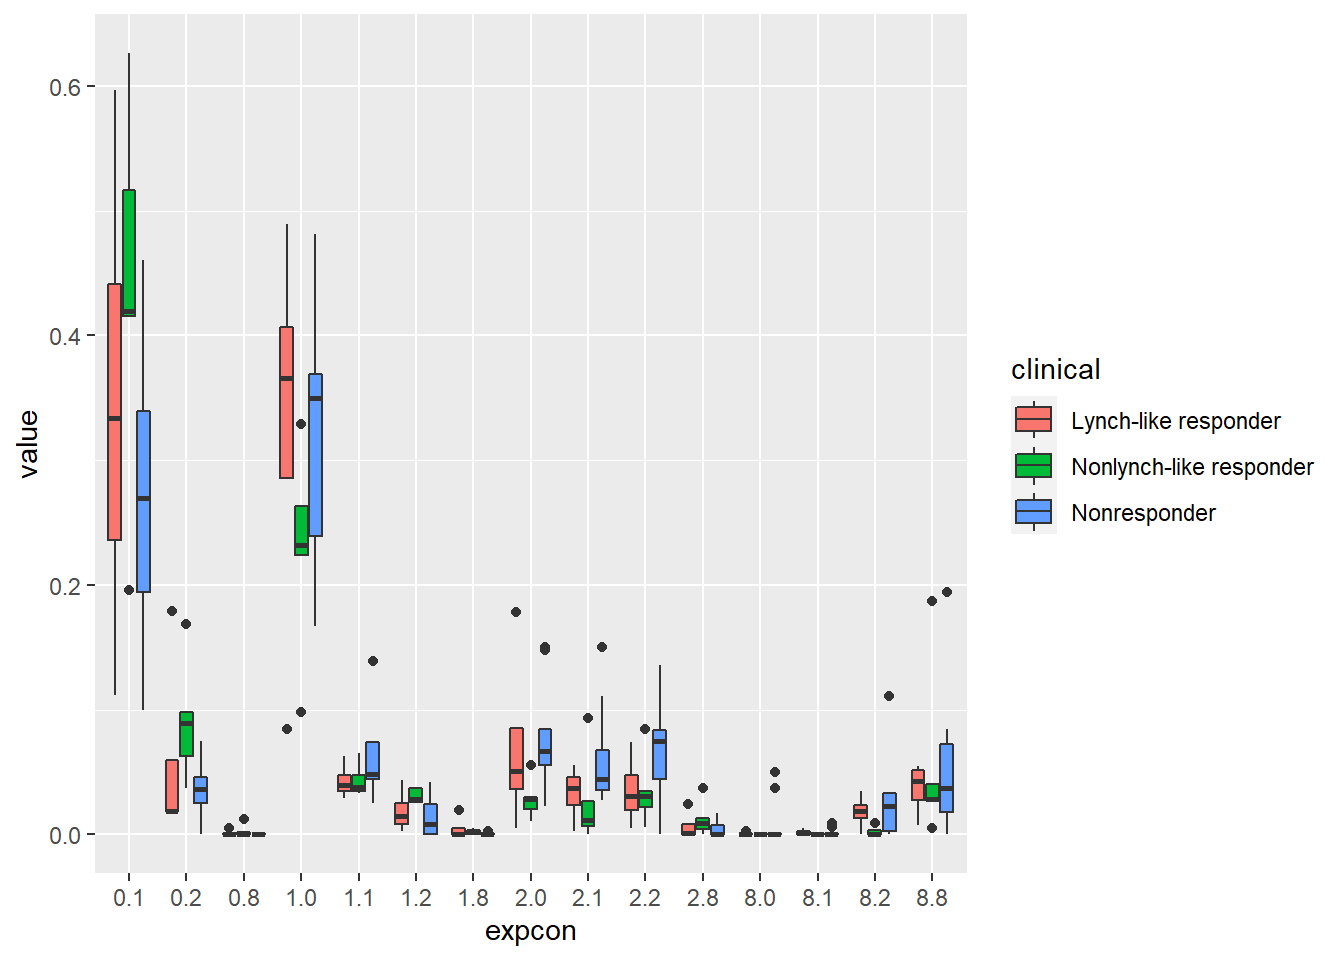 value
0.6
0.4
0.2
0.0
0.1 0.2 0.8 1.0 1.1 1.2 1.8 2.0 2.1 2.2 2.8 8.0 8.1 8.2 8.8
expcon
clinical
Lynch-like responder
Nonlynch-like responder
Nonresponder